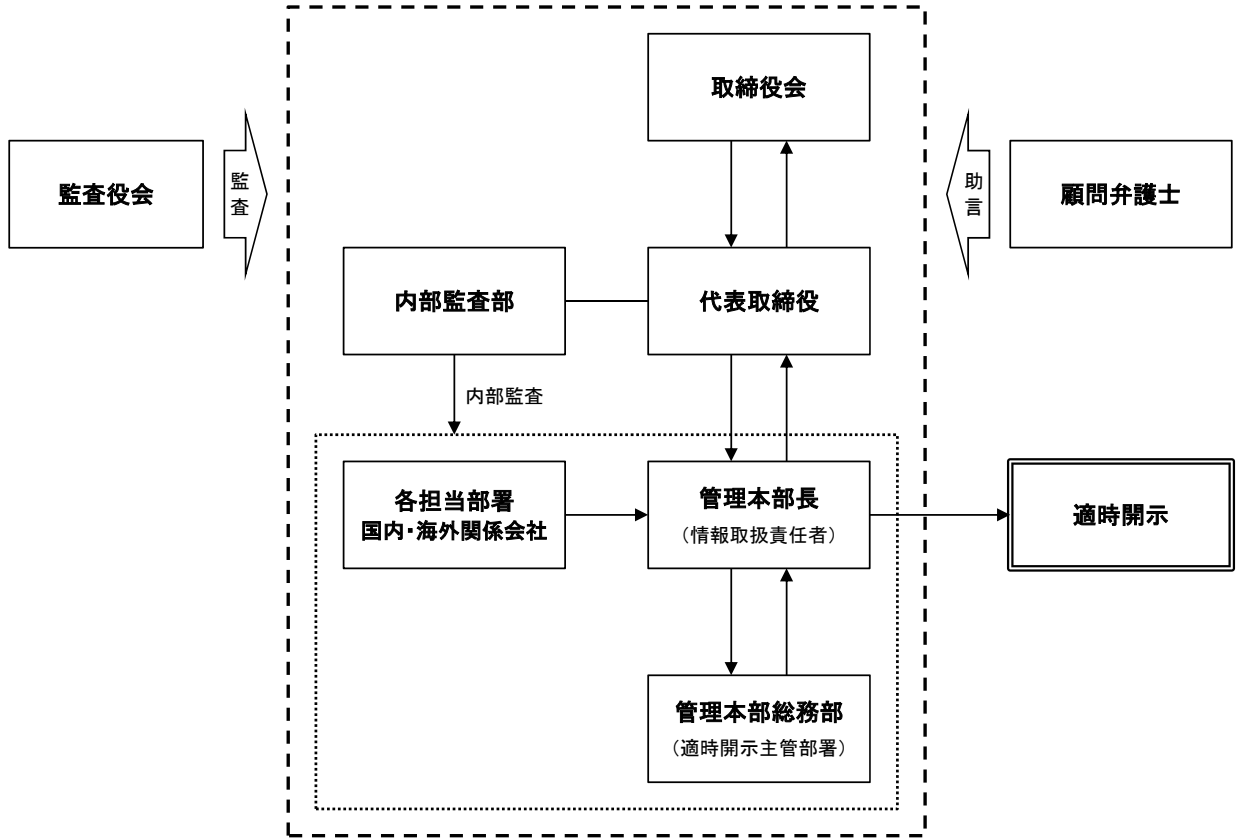 取締役会
監査役会
監査
助言
顧問弁護士
内部監査部
代表取締役
内部監査
各担当部署
国内・海外関係会社
管理本部長
（情報取扱責任者）
適時開示
管理本部総務部
（適時開示主管部署）